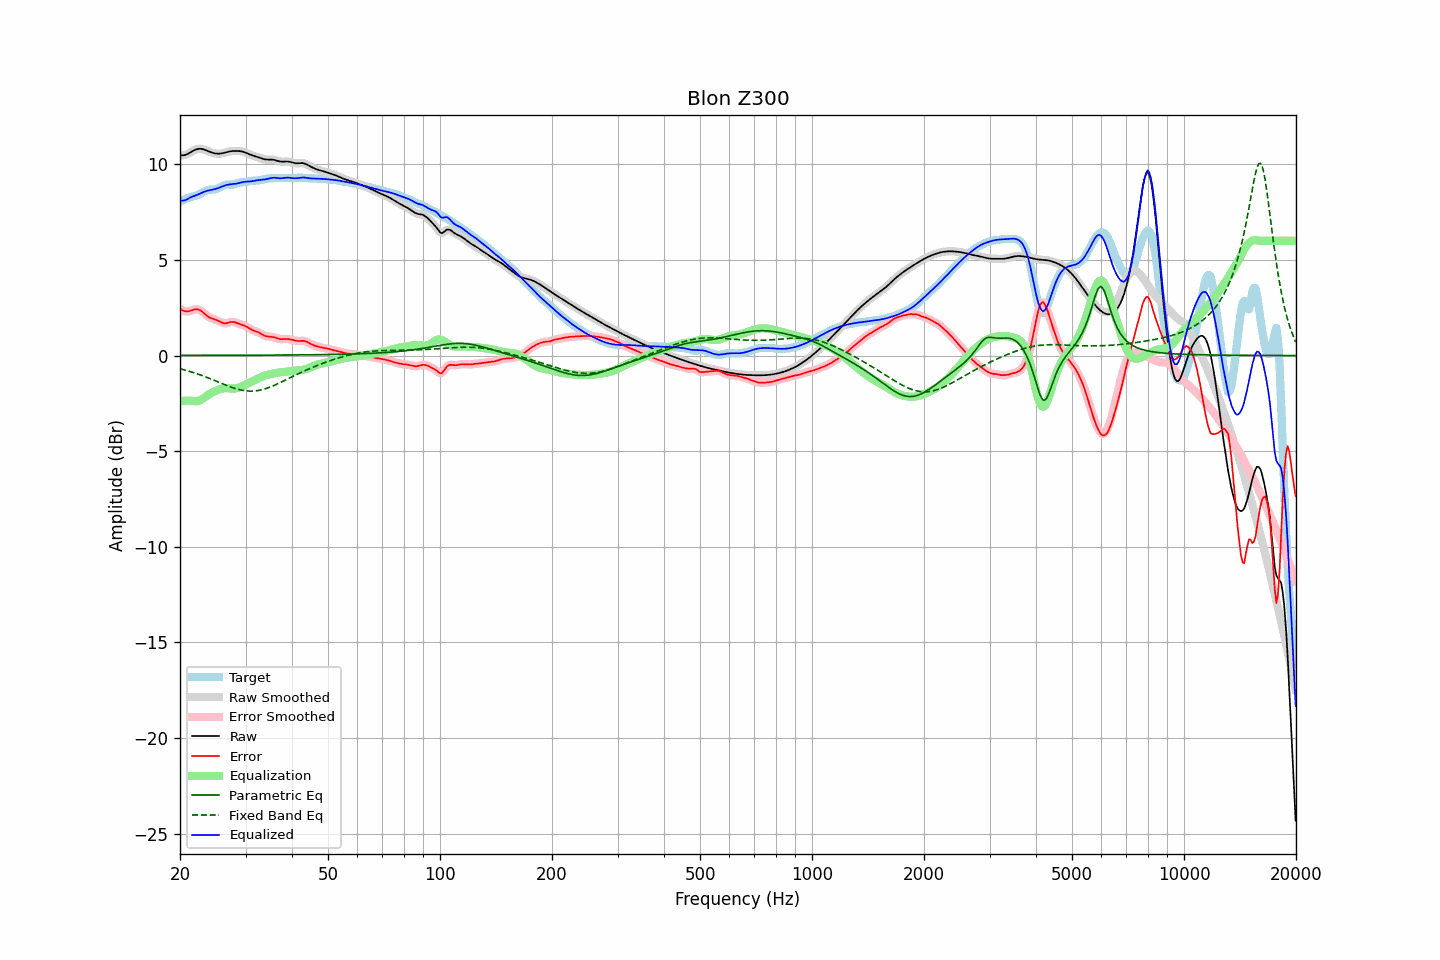 Blon Z300
10
5
0
−5
−10
−15
−20
−25
Amplitude (dBr)
Target
Raw Smoothed
Error Smoothed
Raw
Error
Equalization
Parametric Eq
Fixed Band Eq
Equalized
20 50 100 200 500 1000 2000 5000 10000 20000
Frequency (Hz)